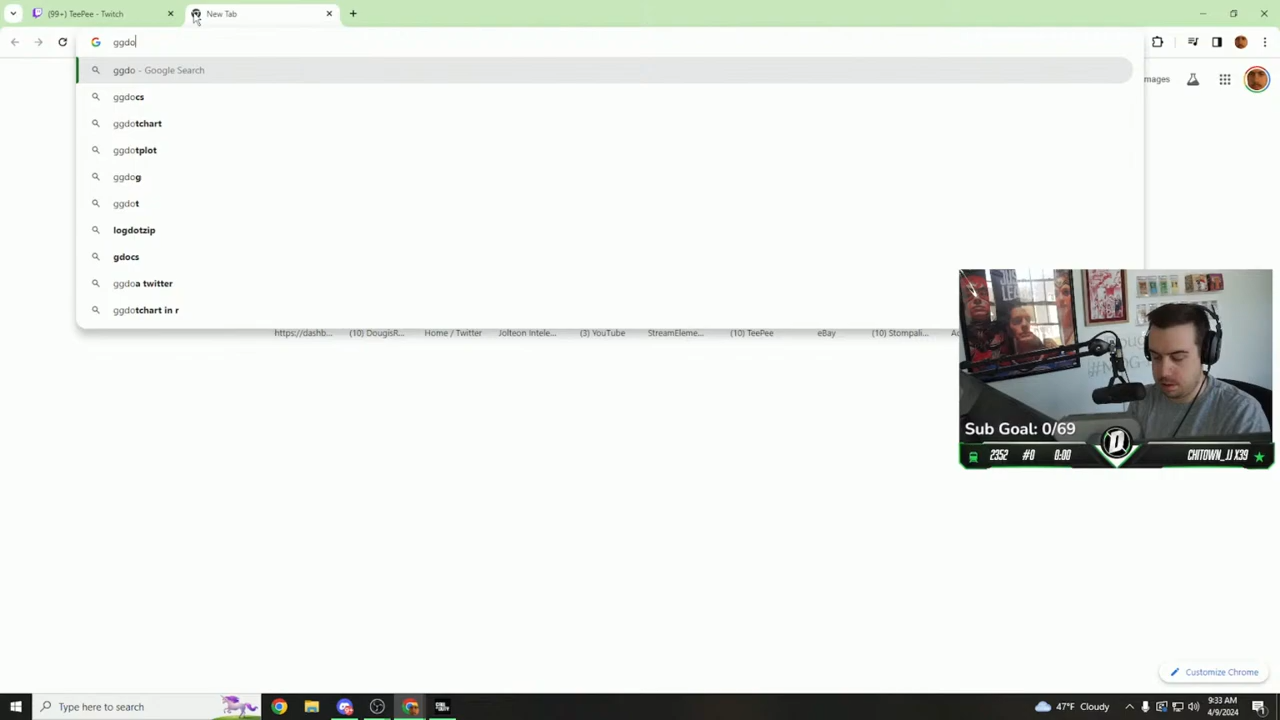 (99+) TeePee - Twitch
New Tab
ggdo
ggdo - Google Search
ggdocs
ggdotchart
ggdotplot
ggdog
ggdot
logdotzip
gdocs
ggdoa twitter
ggdotchart in r
mages
https://dashb...
(10) DougisR...
Home / Twitter
Jolteon Intele...
(3) YouTube
StreamEleme...
(10) TeePee
eBay
(10) Stompali...
Sub Goal: 0/69
2352 #0 0:00 CHITOWN_JJ X39
Customize Chrome
Type here to search
47°F Cloudy
9:33 AM
4/9/2024